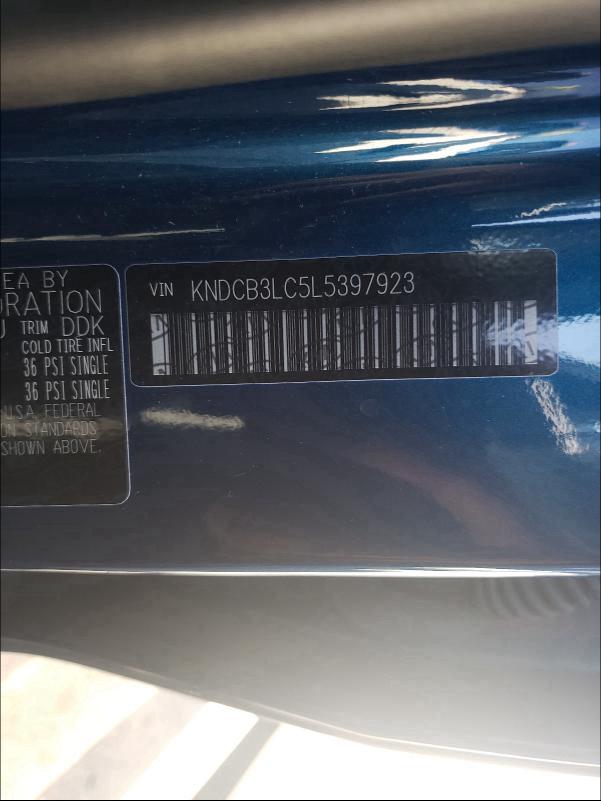 EA BY
ORATION
TRIM DDK
COLD TIRE INFL
36 PSI SINGLE
36 PSI SINGLE
U.S.A. FEDERAL
ON STANDARDS
SHOWN ABOVE.
VIN KNDCB3LC5L5397923